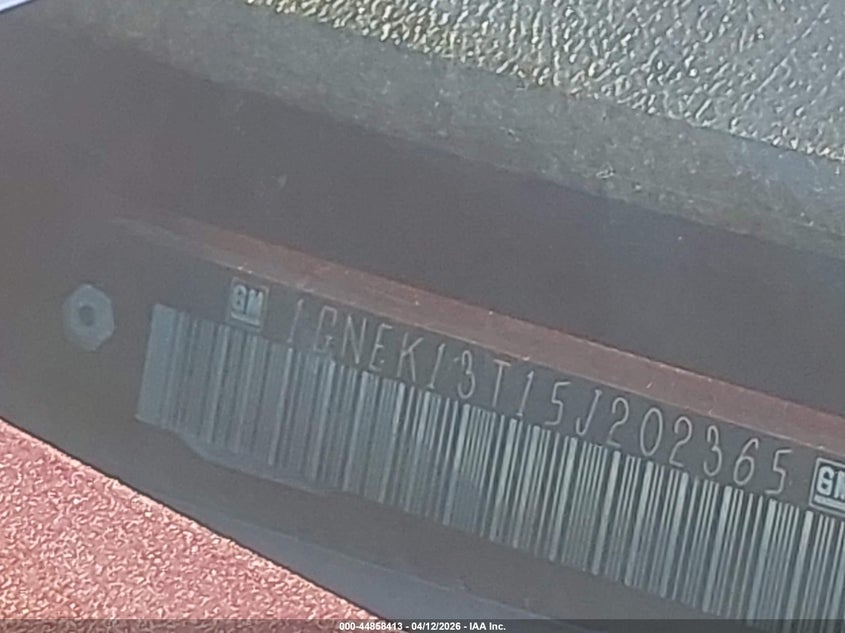 GM 1GNEK13T15J202365 GM
000-44858413 - 04/12/2026 - IAA Inc.